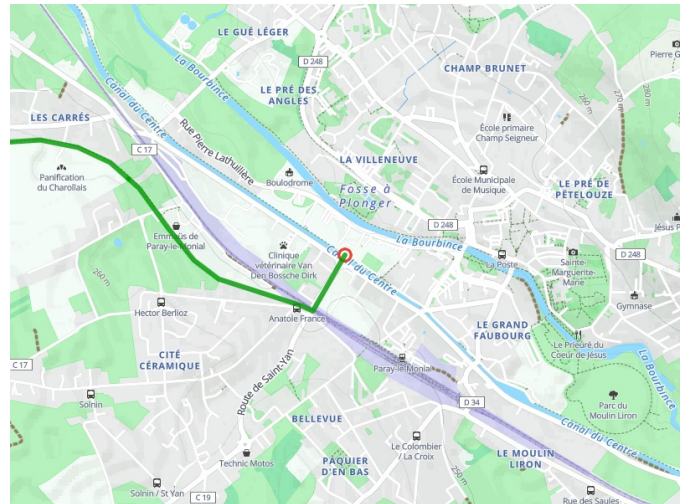 LE GUÉ LÉGER
D 248
La Bourbince
CHAMP BRUNET
Pierre G
280 m
270 m
260 m
Canal du Centre
LE PRÉ DES
ANGLES
École primaire
Champ Seigneur
LES CARRÉS
C 17
Rue Pierre Lathuillière
LA VILLENEUVE
Panification
du Charollais
Boulodrome
Fosse à
Plonger
École Municipale
de Musique
LE PRÉ DE
PÉTELOUZE
Jésus P
D 248
Emmaüs de
Paray-le-Monial
La Bourbince
Clinique
vétérinaire Van
Den Bossche Dirk
Canal du Centre
La Poste
Sainte-
Marguerite-
Marie
D 248
260 m
Hector Berlioz
Anatole France
Gymnase
LE GRAND
FAUBOURG
Le Prieuré du
Coeur de Jésus
La Bourbince
CITÉ
CÉRAMIQUE
Paray-le-Monial
C 17
Route de Saint-Yan
Solnin
D 34
Parc du
Moulin Liron
BELLEVUE
Canal du Centre
Le Colombier
/ La Croix
LE MOULIN
LIRON
Technic Motos
PÂQUIER
D'EN BAS
250 m
Solnin / St Yan
C 19
Rue des Saules